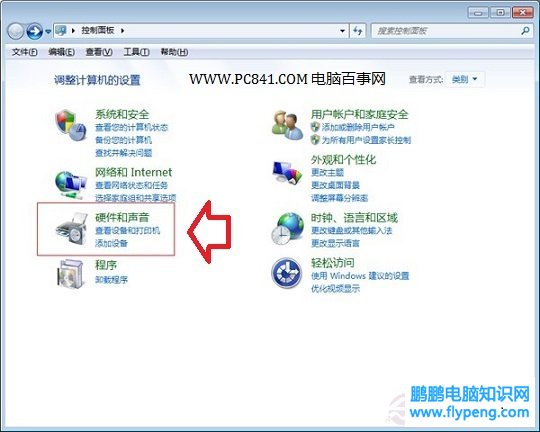 控制面板
搜索控制面板
文件(F) 编辑(E) 查看(V) 工具(T) 帮助(H)
调整计算机的设置
WWW.PC841.COM 电脑百事网
查看方式: 类别
系统和安全
查看您的计算机状态
备份您的计算机
查找并解决问题
网络和 Internet
查看网络状态和任务
选择家庭组和共享选项
硬件和声音
查看设备和打印机
添加设备
程序
卸载程序
用户帐户和家庭安全
添加或删除用户帐户
为所有用户设置家长控制
外观和个性化
更改主题
更改桌面背景
调整屏幕分辨率
时钟、语言和区域
更改键盘或其他输入法
更改显示语言
轻松访问
使用 Windows 建议的设置
优化视频显示
鹏鹏电脑知识网
www.flypeng.com